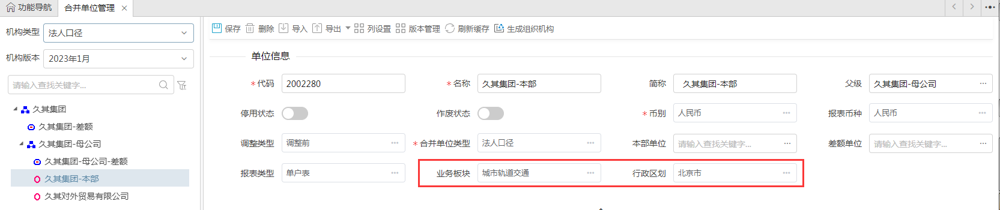 功能导航 合并单位管理 ×
机构类型 法人口径
机构版本 2023年1月
请输入查找关键字...
久其集团
久其集团-差额
久其集团-母公司
久其集团-母公司-差额
久其集团-本部
久其对外贸易有限公司
保存 删除 导入 导出 列设置 版本管理 刷新缓存 生成组织机构
单位信息
*代码 2002280 *名称 久其集团-本部 简称 久其集团-本部 父级 久其集团-母公司 ···
停用状态 作废状态 *币别 人民币 ··· 报表币种 人民币 ···
调整类型 调整前 ··· *合并单位类型 法人口径 ··· 本部单位 请输入查找关键字... ··· 差额单位 请输入查找关键字... ···
报表类型 单户表 ··· 业务板块 城市轨道交通 ··· 行政区划 北京市 ···